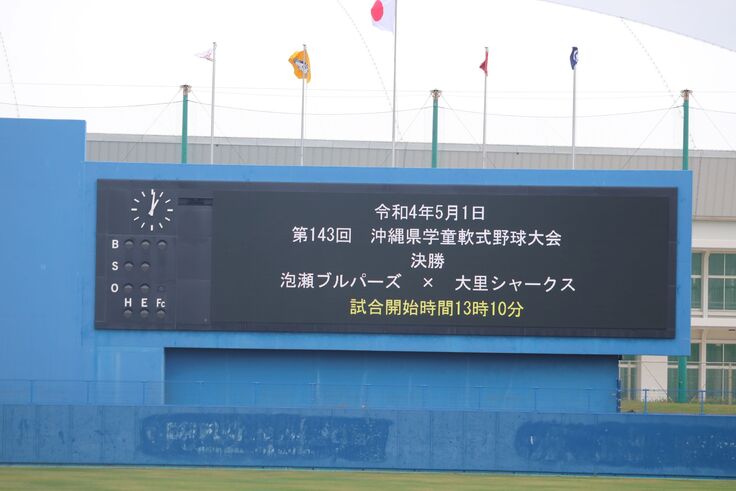 令和4年5月1日
第143回 沖縄県学童軟式野球大会
決勝
泡瀬ブルパーズ × 大里シャークス
試合開始時間13時10分
B
S
O
H E Fc